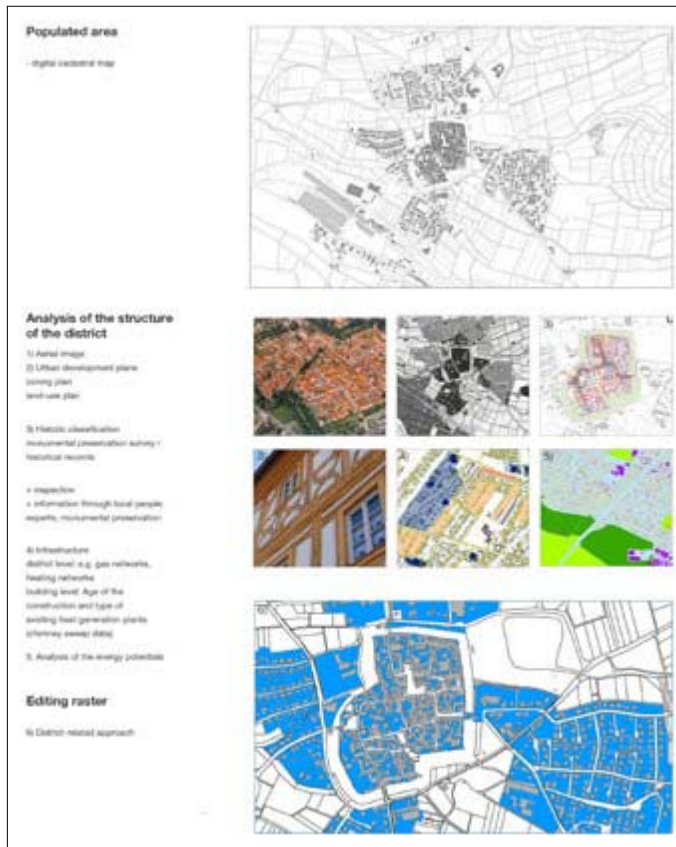 Populated area
- digital cadastral map
Analysis of the structure
of the district
1) Aerial image
2) Urban development plans
zoning plan
land-use plan
3) Historic classification
monumental preservation survey /
historical records
+ inspection
+ information through local people,
experts, monumental preservation
4) Infrastructure
district level: e.g. gas networks,
heating networks
building level: Age of the
construction and type of
existing heat generation plants
(chimney sweep data)
5. Analysis of the energy potentials
Editing raster
6) District-related approach